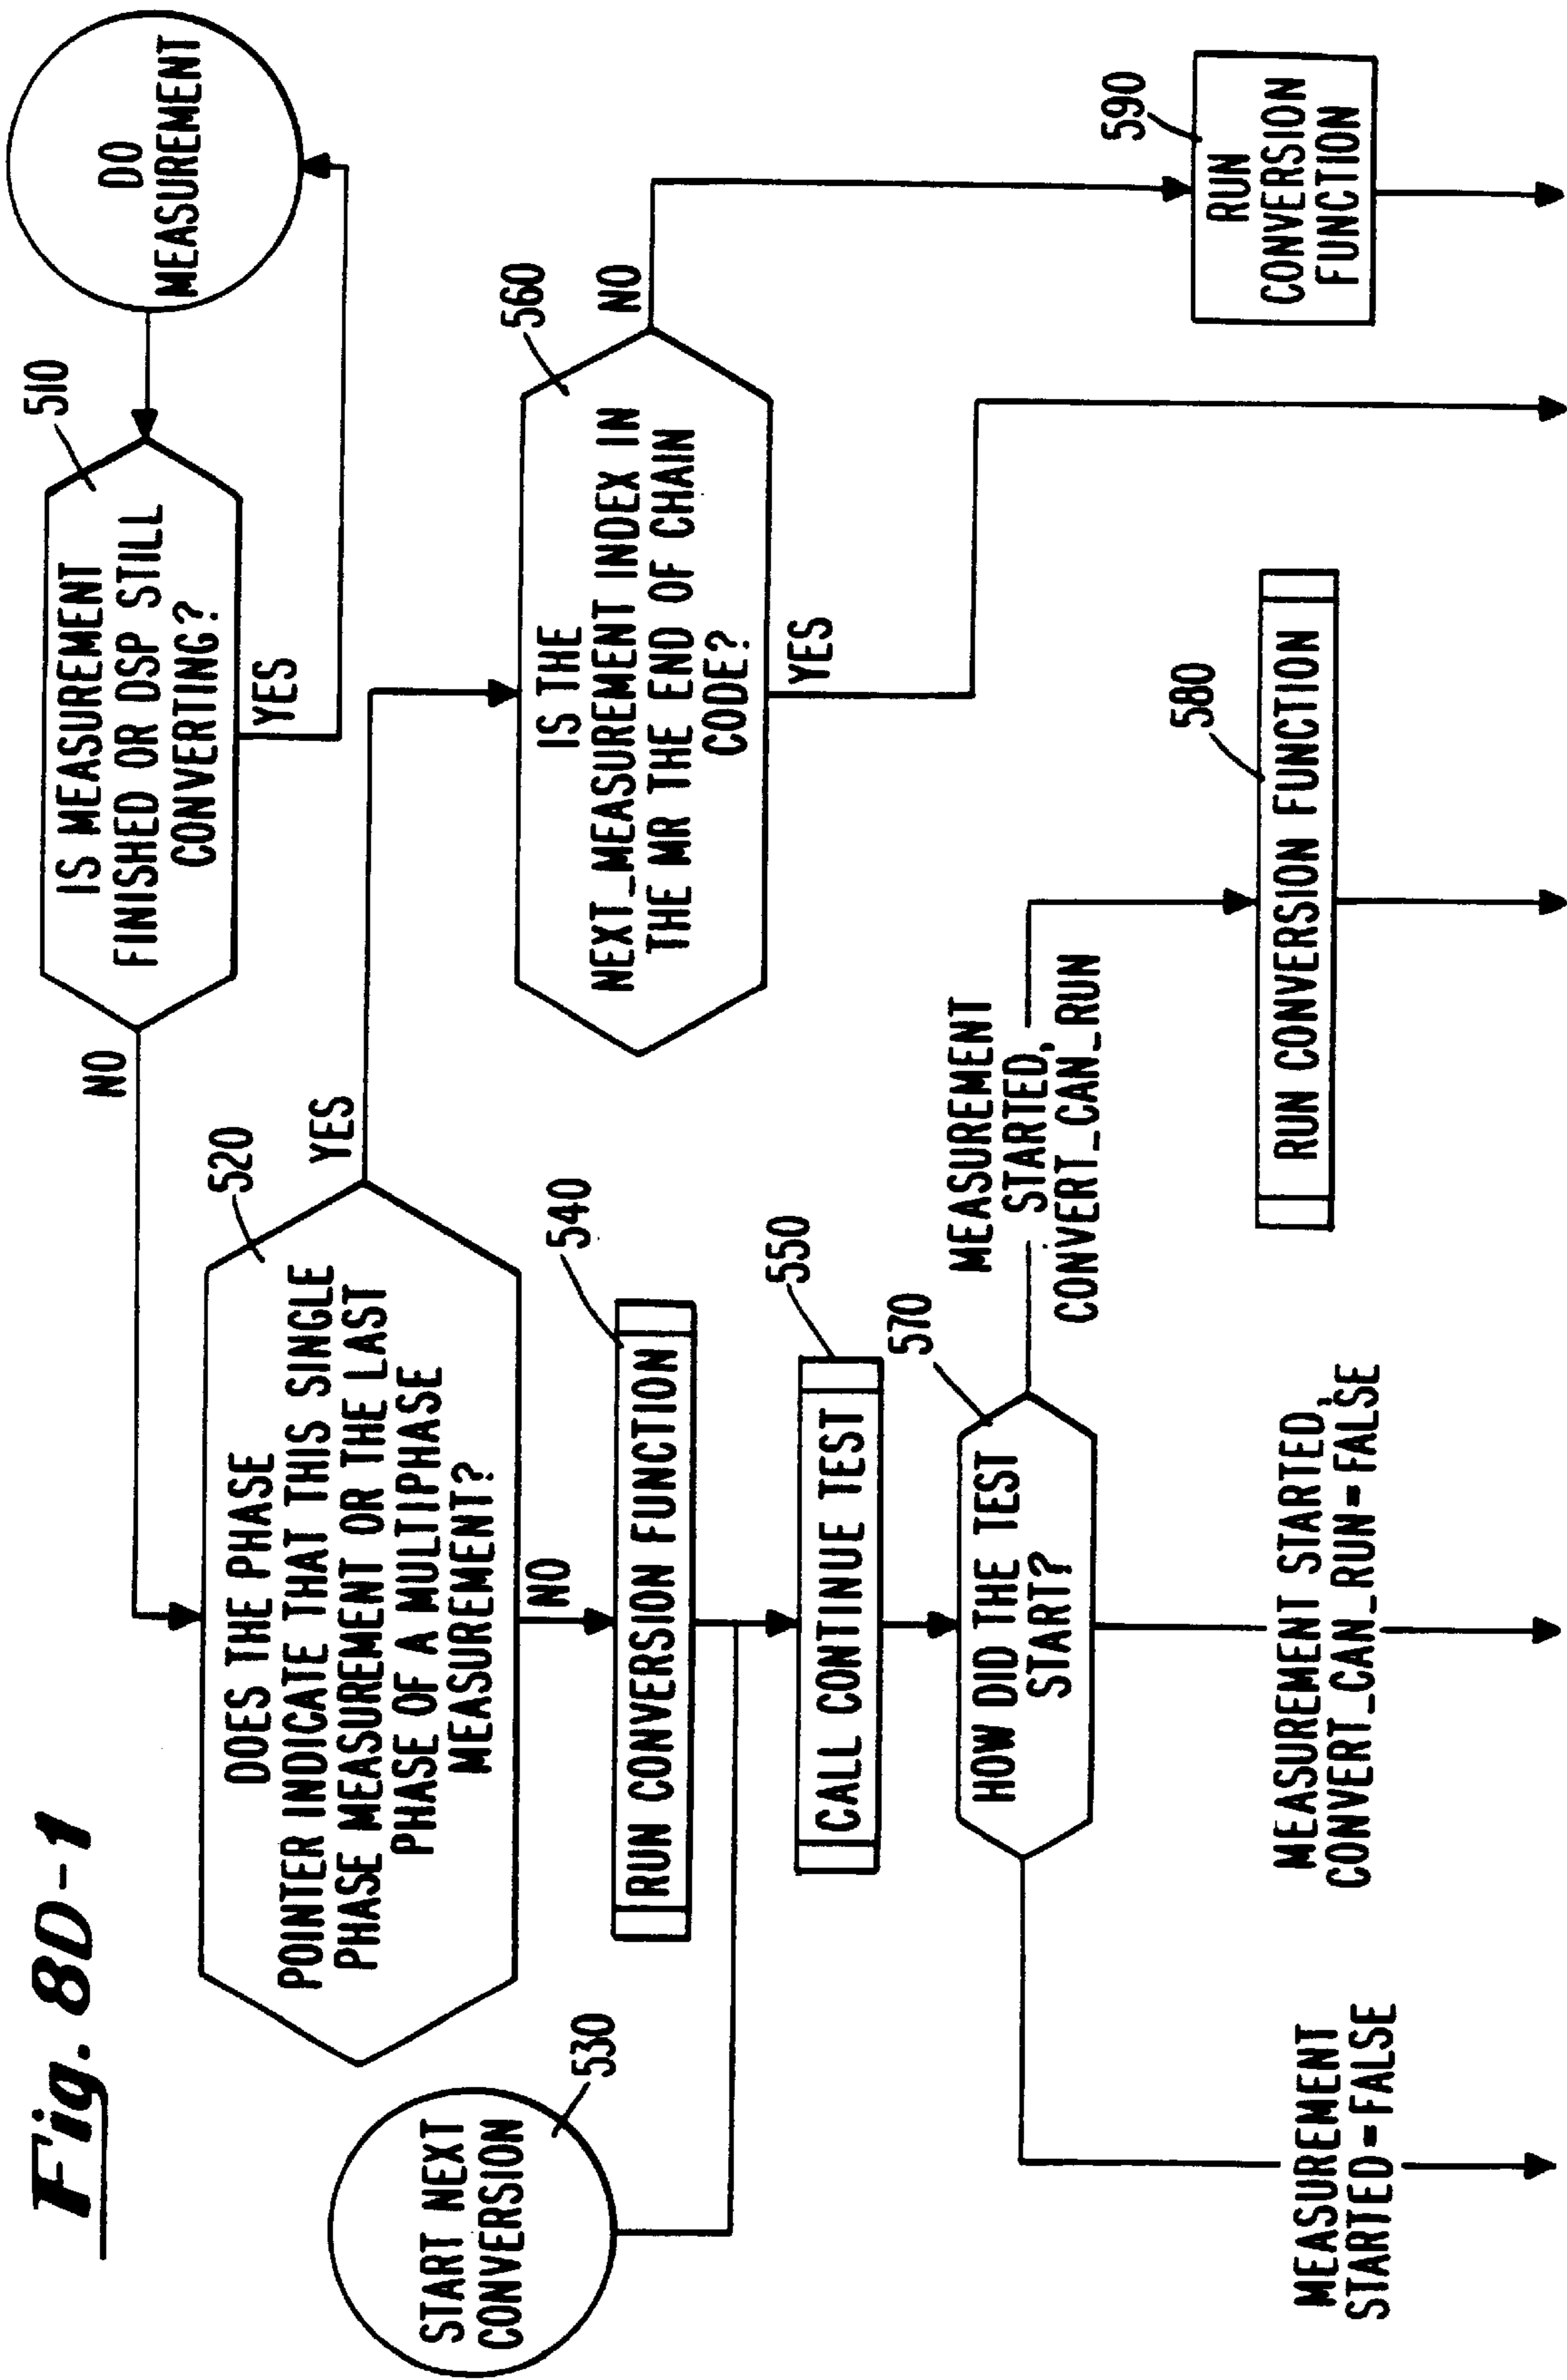 Fig. 8D-1
DO
MEASUREMENT
510
IS MEASUREMENT
FINISHED OR DSP STILL
CONVERTING?
YES
NO
520
DOES THE PHASE
POINTER INDICATE THAT THIS SINGLE
PHASE MEASUREMENT OR THE LAST
PHASE OF A MULTIPHASE
MEASUREMENT?
YES
NO
START NEXT
CONVERSION
530
540
RUN CONVERSION FUNCTION
550
CALL CONTINUE TEST
560
IS THE
NEXT_MEASUREMENT INDEX IN
THE MR THE END OF CHAIN
CODE?
NO
YES
570
HOW DID THE TEST
START?
MEASUREMENT
STARTED=FALSE
MEASUREMENT STARTED,
CONVERT_CAN_RUN=FALSE
MEASUREMENT
STARTED,
CONVERT_CAN_RUN
580
RUN CONVERSION FUNCTION
590
RUN
CONVERSION
FUNCTION